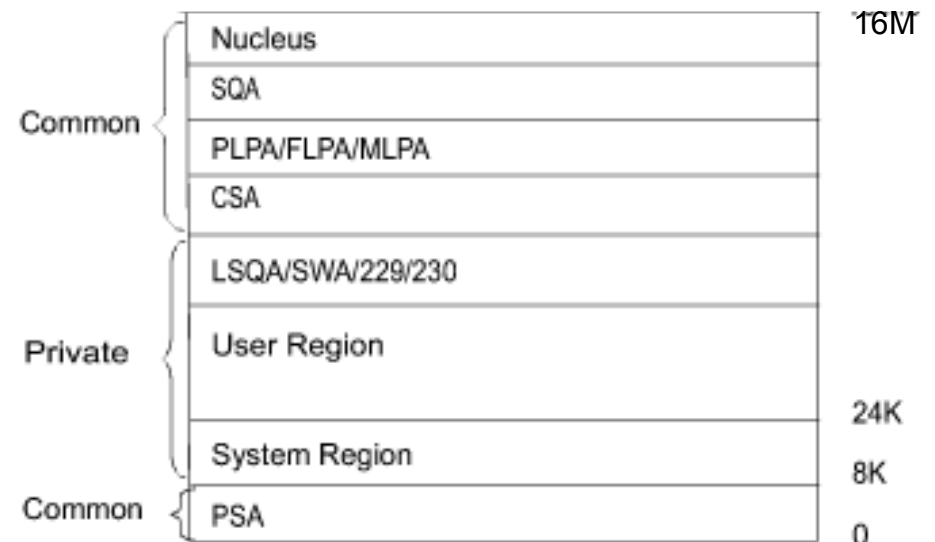 16M
Nucleus
SQA
Common
PLPA/FLPA/MLPA
CSA
LSQA/SWA/229/230
Private
User Region
24K
System Region
8K
Common
PSA
0